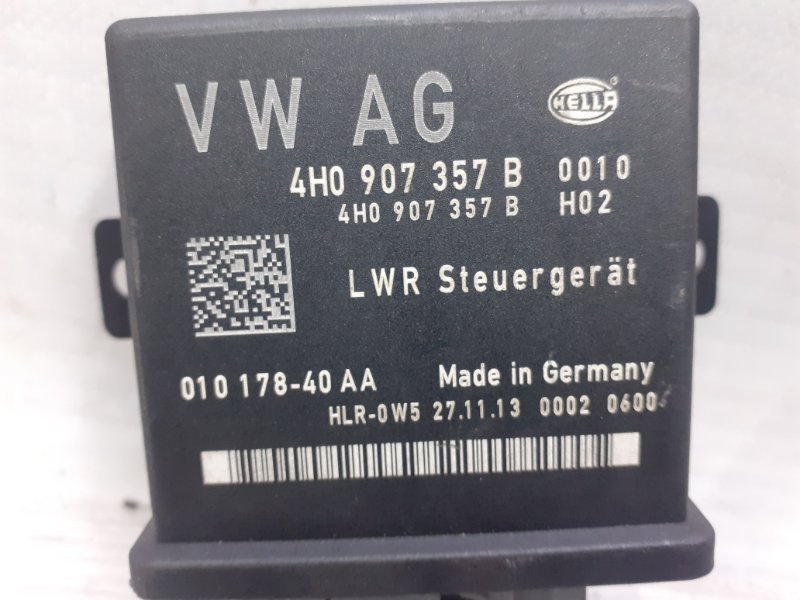 VW AG HELLA ®
4H0 907 357 B 0010
4H0 907 357 B H02
LWR Steuergerät
010 178-40 AA Made in Germany
HLR-0W5 27.11.13 0002 0600